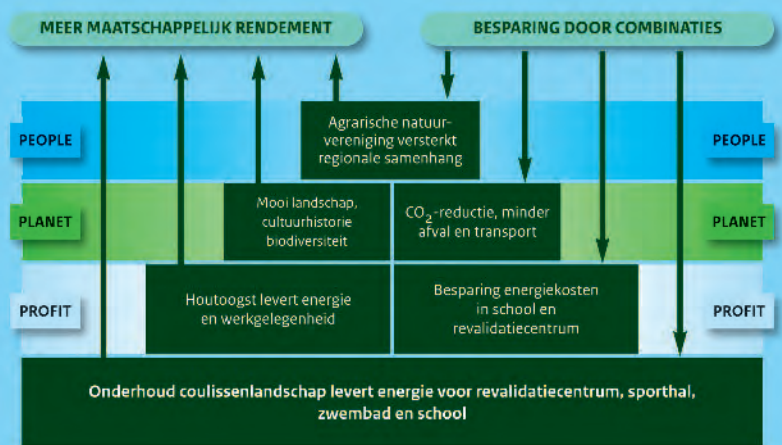 MEER MAATSCHAPPELIJK RENDEMENT
BESPARING DOOR COMBINATIES
PEOPLE
Agrarische natuur-
vereniging versterkt
regionale samenhang
PEOPLE
PLANET
Mooi landschap,
cultuurhistorie
biodiversiteit
CO₂-reductie, minder
afval en transport
PLANET
PROFIT
Houtoogst levert energie
en werkgelegenheid
Besparing energiekosten
in school en
revalidatiecentrum
PROFIT
Onderhoud coulissenlandschap levert energie voor revalidatiecentrum, sporthal,
zwembad en school